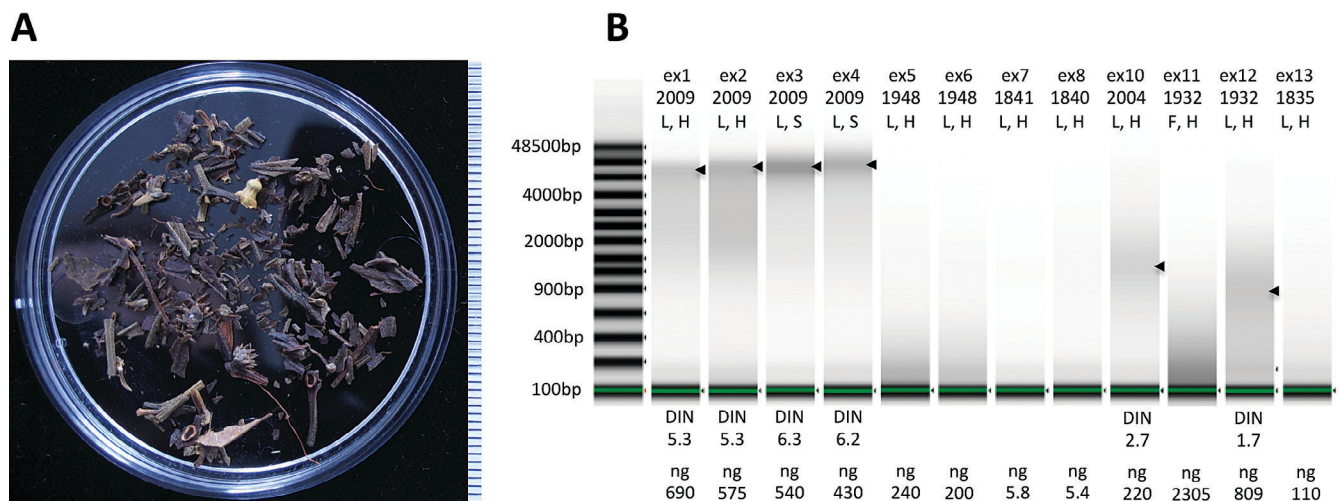 A
B
ex1 ex2 ex3 ex4 ex5 ex6 ex7 ex8 ex10 ex11 ex12 ex13
2009 2009 2009 2009 1948 1948 1841 1840 2004 1932 1932 1835
L, H L, H L, S L, S L, H L, H L, H L, H L, H F, H L, H L, H
48500bp
4000bp
2000bp
900bp
400bp
100bp
DIN DIN DIN DIN DIN DIN
5.3 5.3 6.3 6.2 2.7 1.7
ng ng ng ng ng ng ng ng ng ng ng ng
690 575 540 430 240 200 5.8 5.4 220 2305 809 110